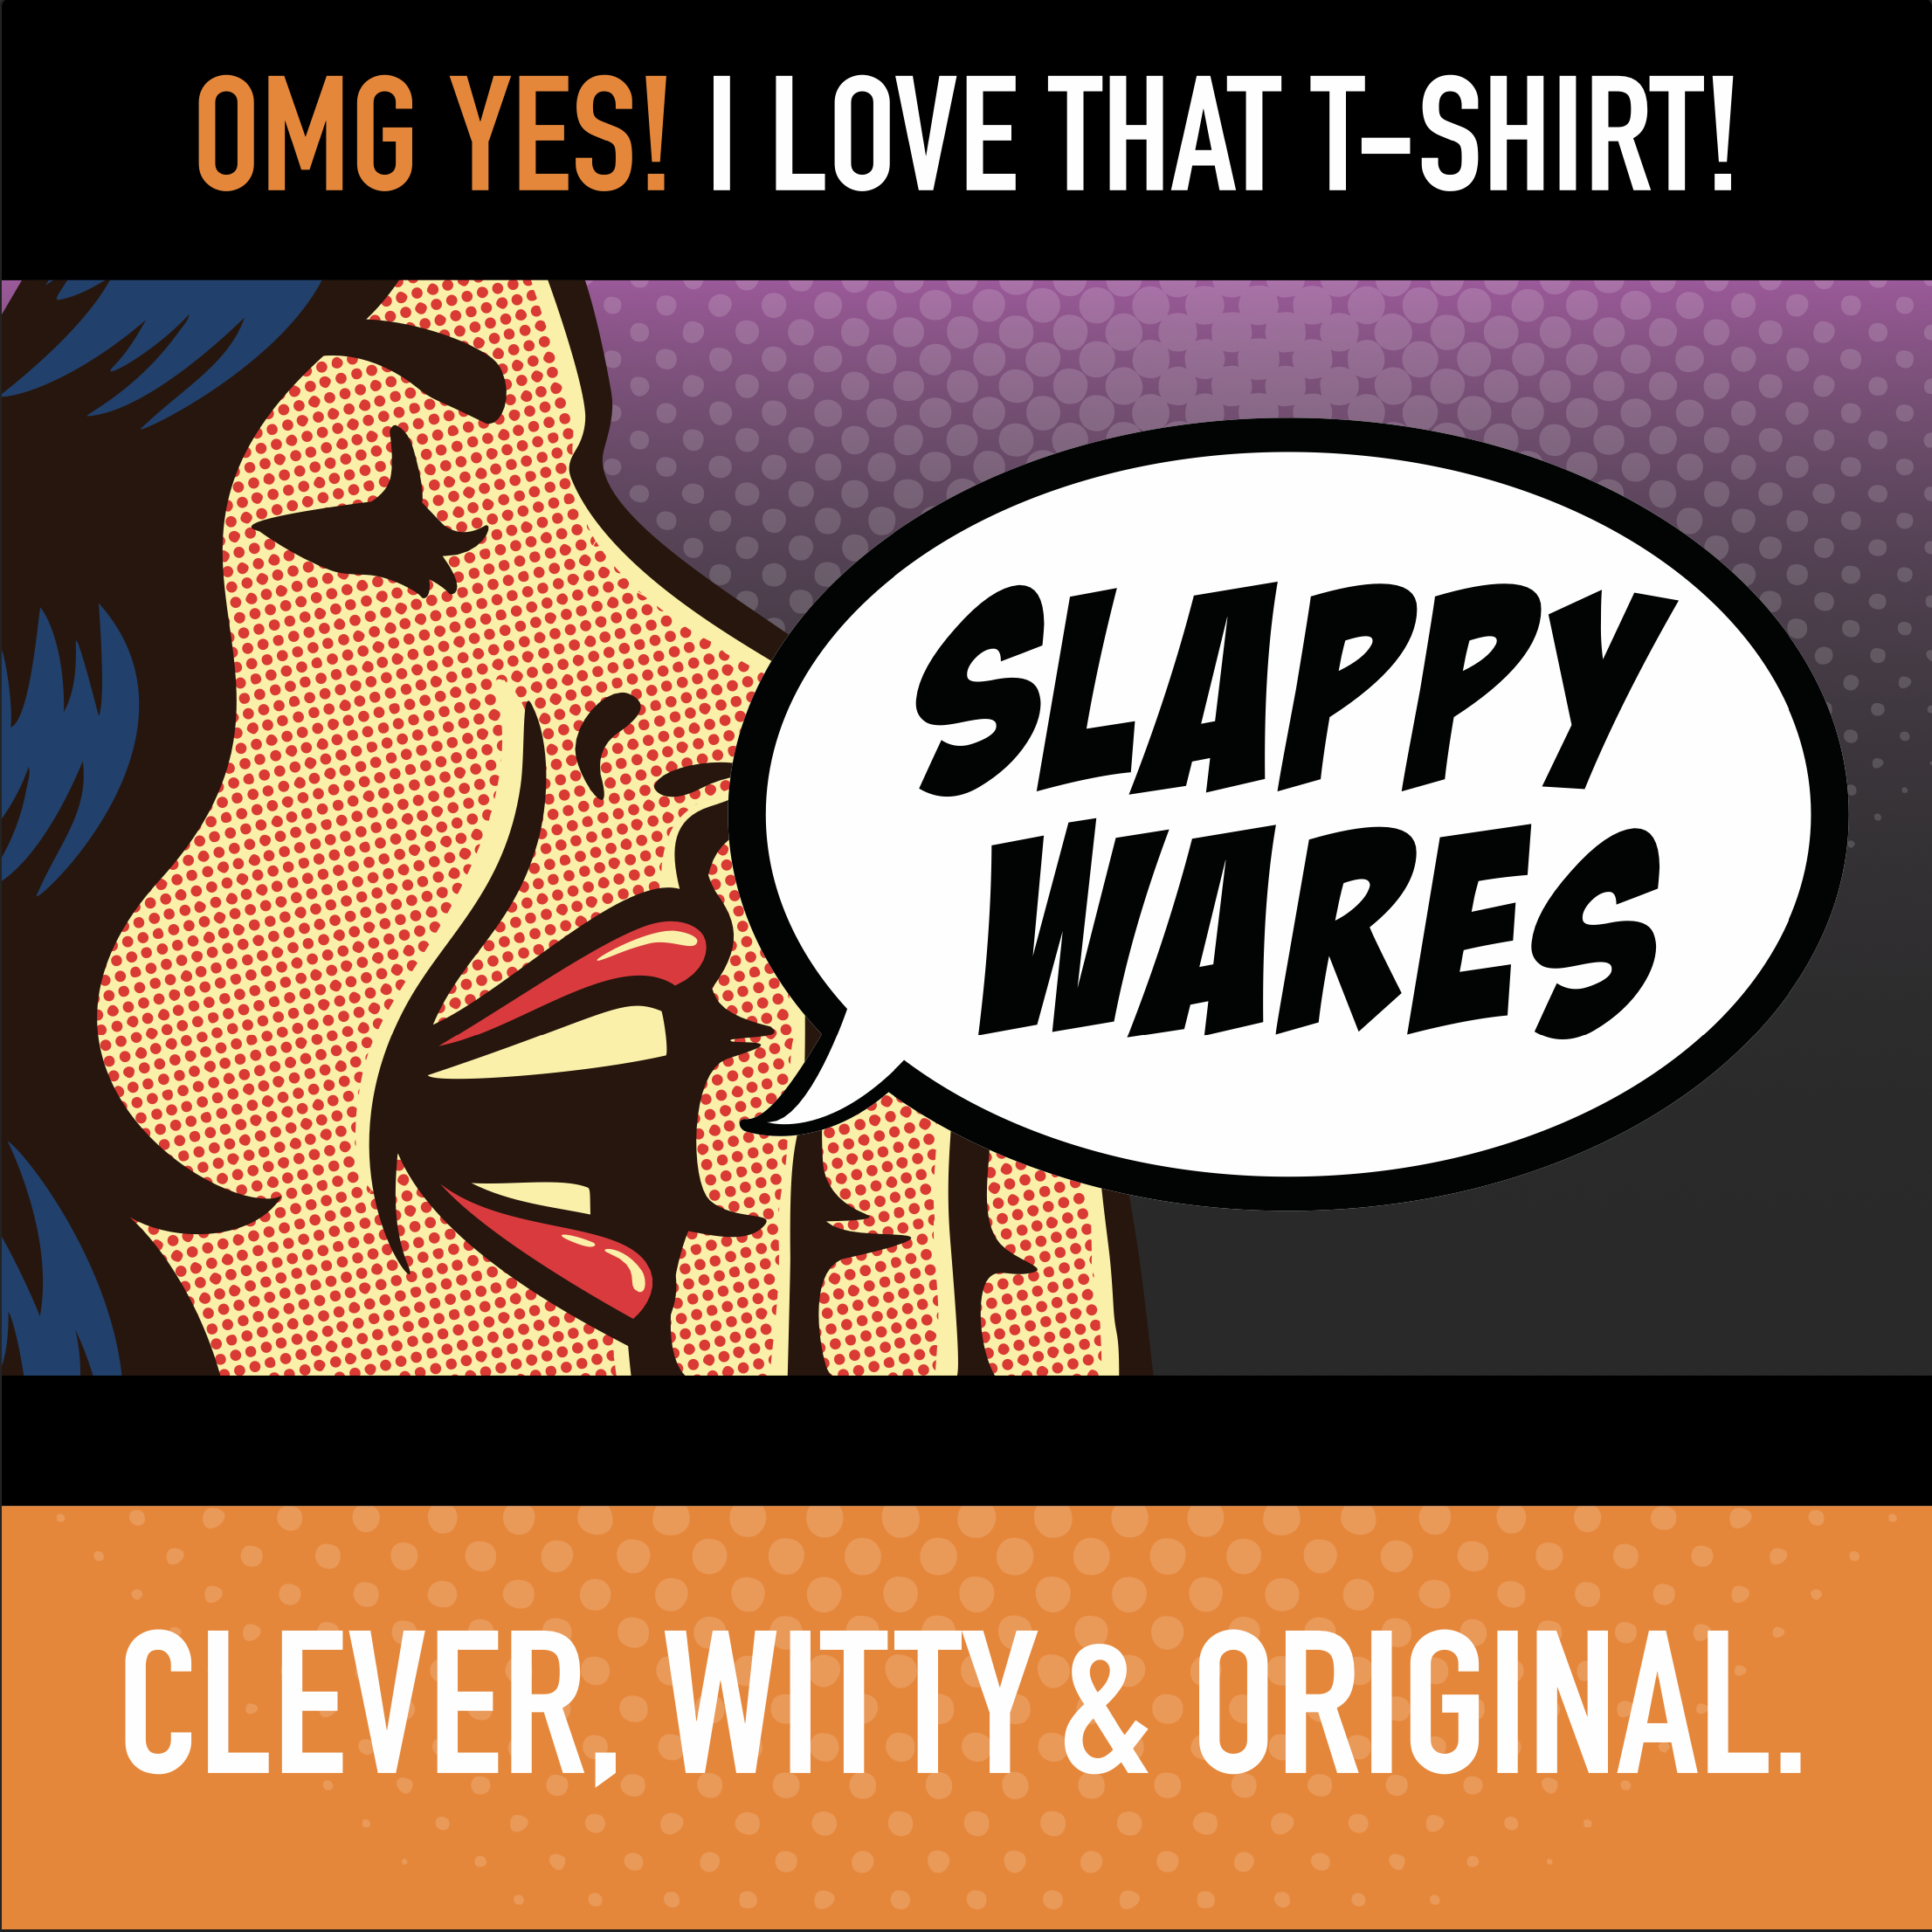 OMG YES! I LOVE THAT T-SHIRT!
SLAPPY
WARES
CLEVER, WITTY & ORIGINAL.